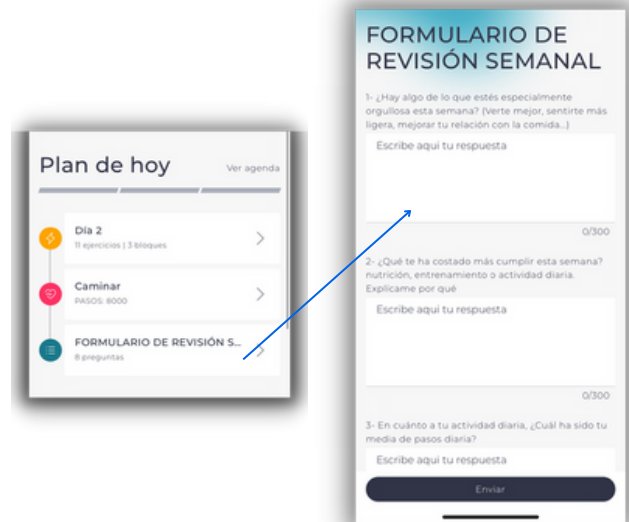 Plan de hoy
Ver agenda
Día 2
11 ejercicios | 3 bloques
Caminar
PASOS: 8000
FORMULARIO DE REVISIÓN S...
8 preguntas
FORMULARIO DE
REVISIÓN SEMANAL
1- ¿Hay algo de lo que estés especialmente
orgullosa esta semana? (Verte mejor, sentirte más
ligera, mejorar tu relación con la comida...)
Escribe aqui tu respuesta
0/300
2- ¿Qué te ha costado más cumplir esta semana?
nutrición, entrenamiento o actividad diaria.
Explícame por qué
Escribe aqui tu respuesta
0/300
3- En cuánto a tu actividad diaria, ¿Cuál ha sido tu
media de pasos diaria?
Escribe aqui tu respuesta
Enviar